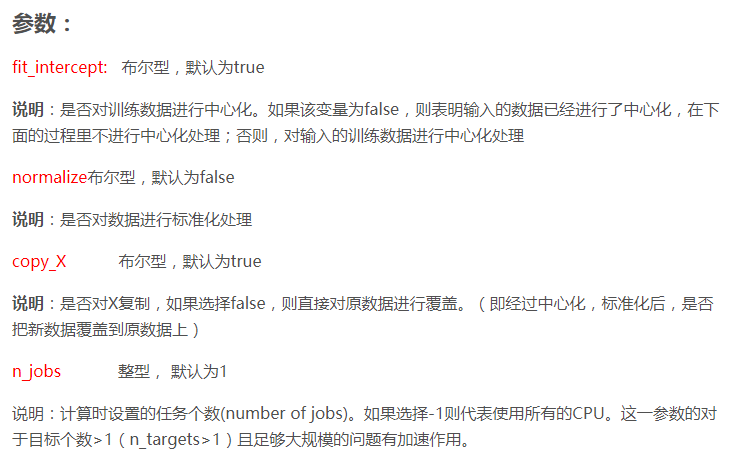 参数：
fit_intercept: 布尔型，默认为true
说明：是否对训练数据进行中心化。如果该变量为false，则表明输入的数据已经进行了中心化，在下
面的过程里不进行中心化处理；否则，对输入的训练数据进行中心化处理
normalize布尔型，默认为false
说明：是否对数据进行标准化处理
copy_X 布尔型，默认为true
说明：是否对X复制，如果选择false，则直接对原数据进行覆盖。（即经过中心化，标准化后，是否
把新数据覆盖到原数据上）
n_jobs 整型， 默认为1
说明：计算时设置的任务个数(number of jobs)。如果选择-1则代表使用所有的CPU。这一参数的对
于目标个数>1（n_targets>1）且足够大规模的问题有加速作用。